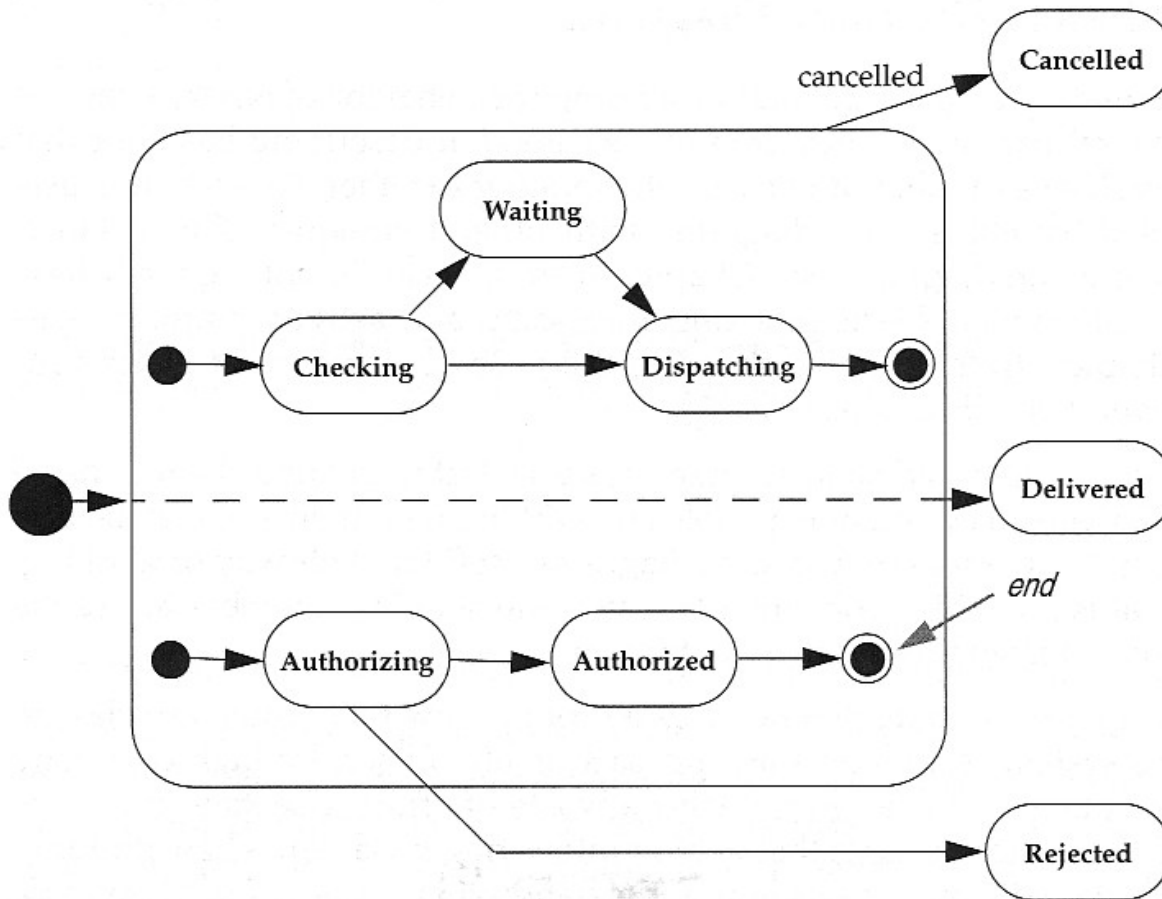 Cancelled
cancelled
Waiting
Checking
Dispatching
Delivered
end
Authorizing
Authorized
Rejected